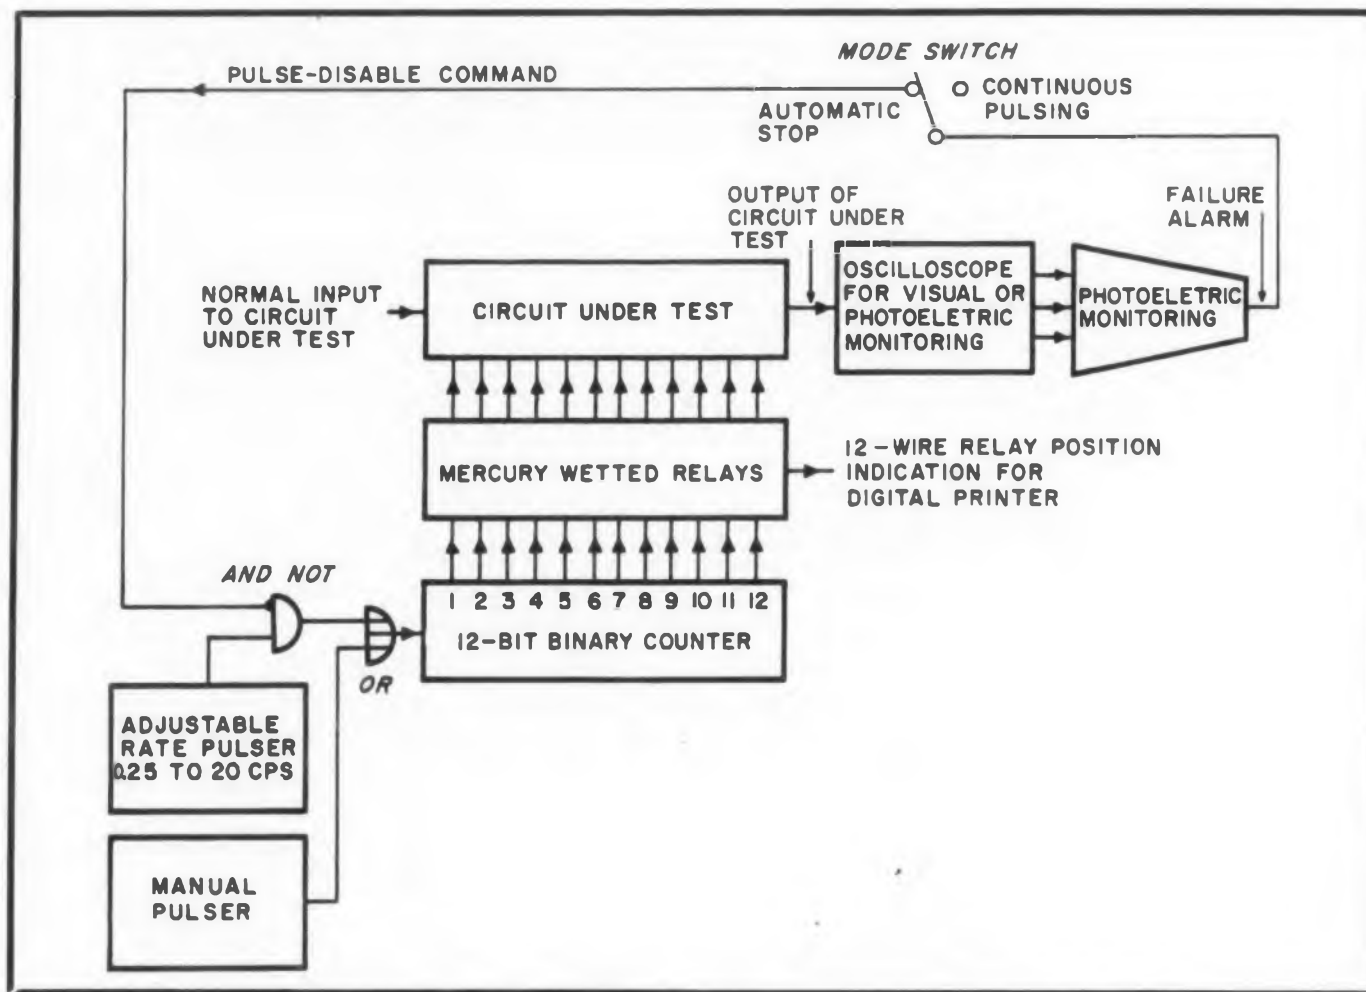 MODE SWITCH
PULSE-DISABLE COMMAND
CONTINUOUS
PULSING
AUTOMATIC
STOP
OUTPUT OF
CIRCUIT UNDER
TEST
FAILURE
ALARM
NORMAL INPUT
TO CIRCUIT
UNDER TEST
CIRCUIT UNDER TEST
OSCILLOSCOPE
FOR VISUAL OR
PHOTOELETRIC
MONITORING
PHOTOELETRIC
MONITORING
MERCURY WETTED RELAYS
12-WIRE RELAY POSITION
INDICATION FOR
DIGITAL PRINTER
AND NOT
1 2 3 4 5 6 7 8 9 10 11 12
12-BIT BINARY COUNTER
OR
ADJUSTABLE
RATE PULSER
0.25 TO 20 CPS
MANUAL
PULSER